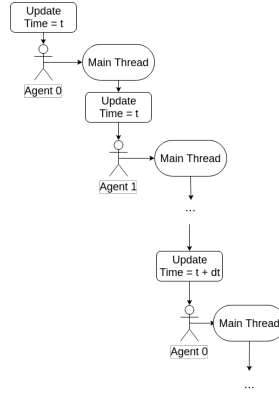 Update
Time = t
Agent 0
Main Thread
Update
Time = t
Agent 1
Main Thread
...
Update
Time = t + dt
Agent 0
Main Thread
...